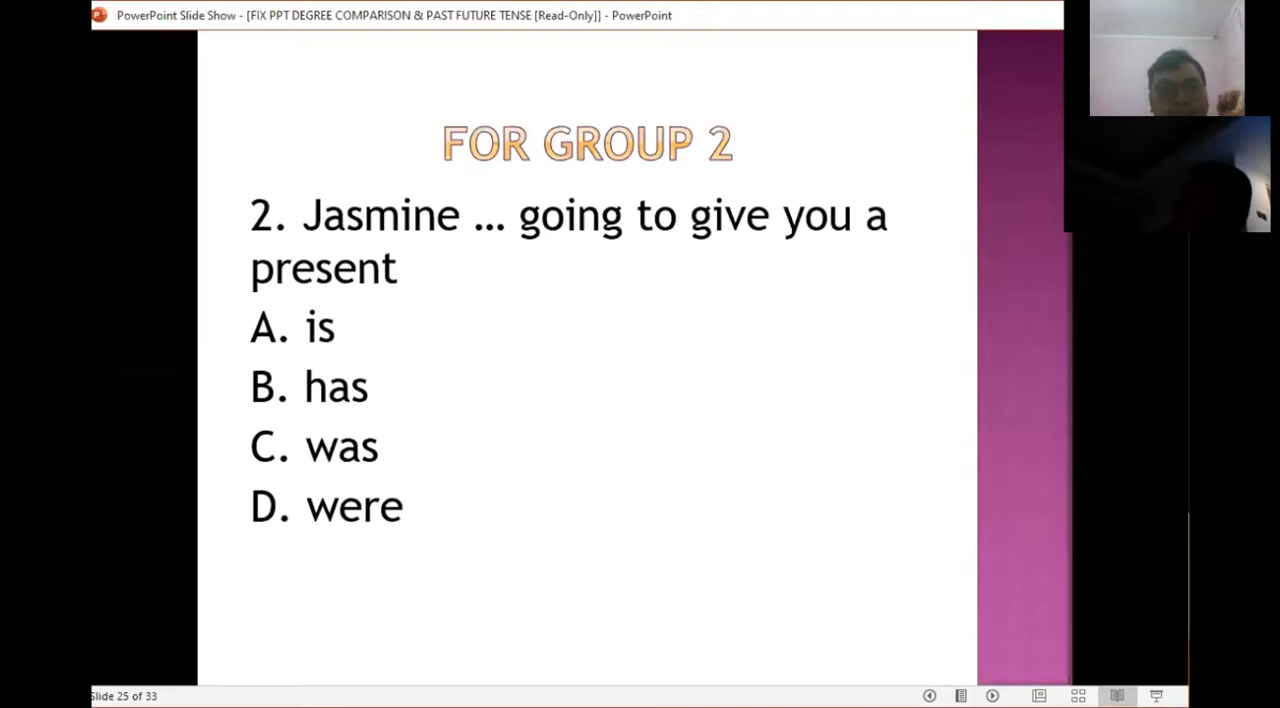 PowerPoint Slide Show - [FIX PPT DEGREE COMPARISON & PAST FUTURE TENSE [Read-Only]] - PowerPoint
FOR GROUP 2
2. Jasmine ... going to give you a
present
A. is
B. has
C. was
D. were
Slide 25 of 33